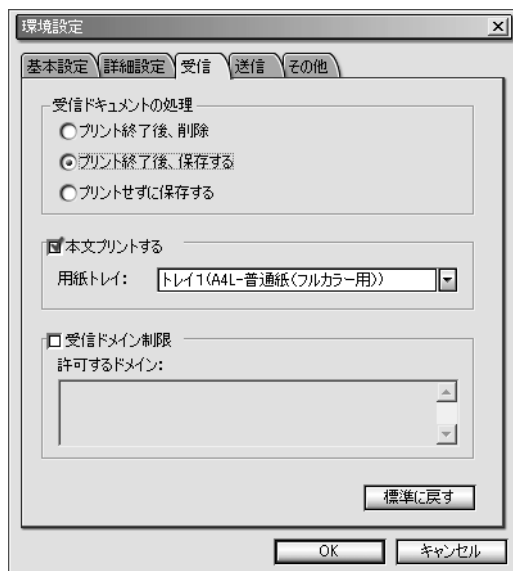 環境設定
基本設定 詳細設定 受信 送信 その他
受信ドキュメントの処理
プリント終了後、削除
プリント終了後、保存する
プリントせずに保存する
本文プリントする
用紙トレイ: トレイ1(A4L-普通紙(フルカラー用))
受信ドメイン制限
許可するドメイン:
標準に戻す
OK キャンセル